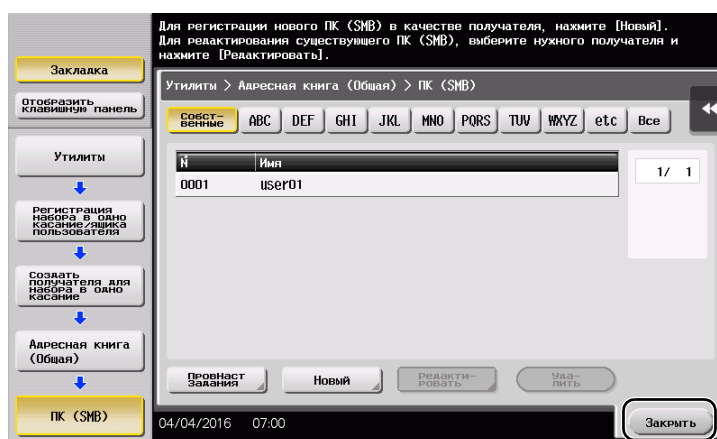 Для регистрации нового ПК (SMB) в качестве получателя, нажмите [Новый].
Для редактирования существующего ПК (SMB), выберите нужного получателя и
нажмите [Редактировать].
Закладка
Отобразить
клавишную панель
Утилиты
Регистрация
набора в одно
касание/ящика
пользователя
Создать
получателя для
набора в одно
касание
Адресная книга
(Общая)
ПК (SMB)
Утилиты > Адресная книга (Общая) > ПК (SMB)
Собст-
венные
ABC
DEF
GHI
JKL
MNO
PQRS
TUV
WXYZ
etc
Все
№ Имя
0001 user01
1/ 1
ПровНаст
Задания
Новый
Редакти-
ровать
Уда-
лить
04/04/2016 07:00
Закрыть